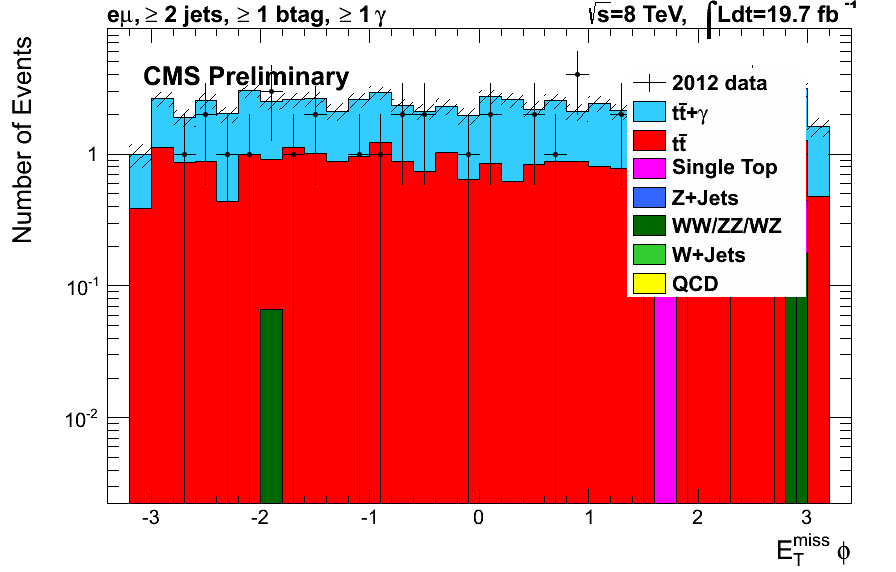 eμ, ≥ 2 jets, ≥ 1 btag, ≥ 1 γ
√s=8 TeV, ∫Ldt=19.7 fb⁻¹
CMS Preliminary
Number of Events
1
10⁻¹
10⁻²
2012 data
tt̄+γ
tt̄
Single Top
Z+Jets
WW/ZZ/WZ
W+Jets
QCD
-3 -2 -1 0 1 2 3
E_T^miss ϕ